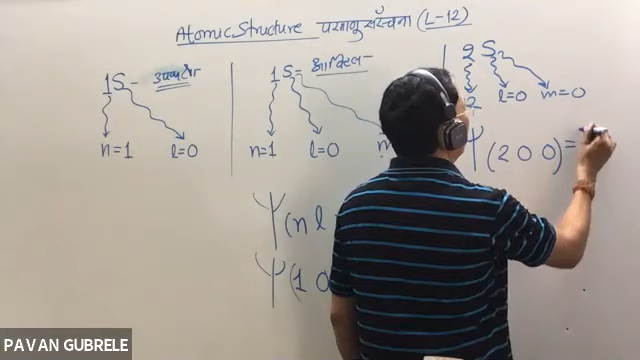 Atomic Structure परमाणु संरचना (L-12)
1S- उपकोश
n=1 l=0
1S- आर्बिटल-
n=1 l=0 m
2S
2 l=0 m=0
Ψ(2 0 0)=
Ψ(n l
Ψ(1 0
PAVAN GUBRELE